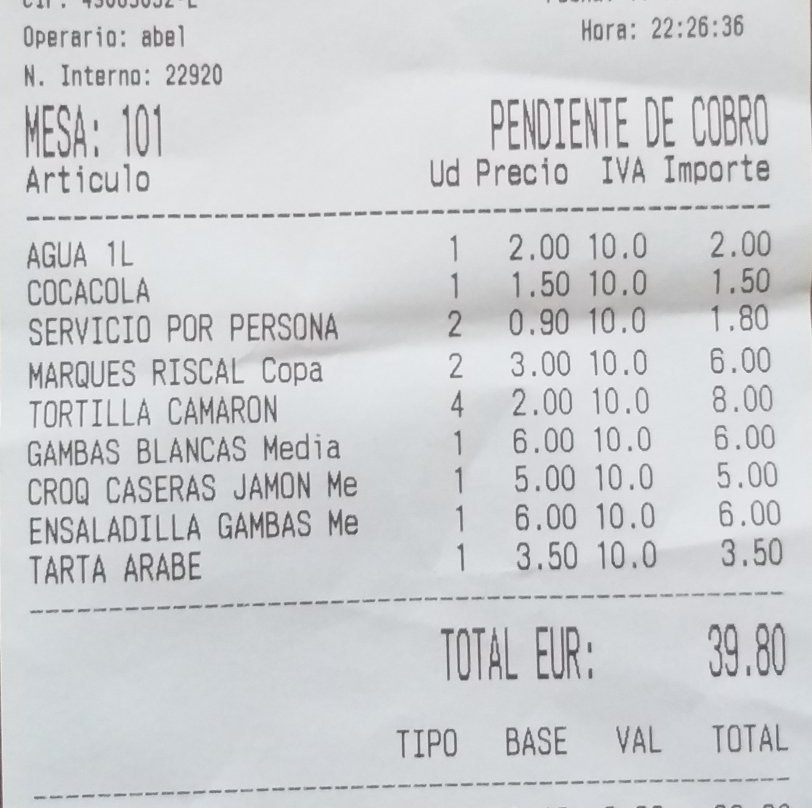 Operario: abel
Hora: 22:26:36
N. Interno: 22920
MESA: 101 PENDIENTE DE COBRO
Articulo Ud Precio IVA Importe
AGUA 1L 1 2.00 10.0 2.00
COCACOLA 1 1.50 10.0 1.50
SERVICIO POR PERSONA 2 0.90 10.0 1.80
MARQUES RISCAL Copa 2 3.00 10.0 6.00
TORTILLA CAMARON 4 2.00 10.0 8.00
GAMBAS BLANCAS Media 1 6.00 10.0 6.00
CROQ CASERAS JAMON Me 1 5.00 10.0 5.00
ENSALADILLA GAMBAS Me 1 6.00 10.0 6.00
TARTA ARABE 1 3.50 10.0 3.50
TOTAL EUR: 39.80
TIPO BASE VAL TOTAL